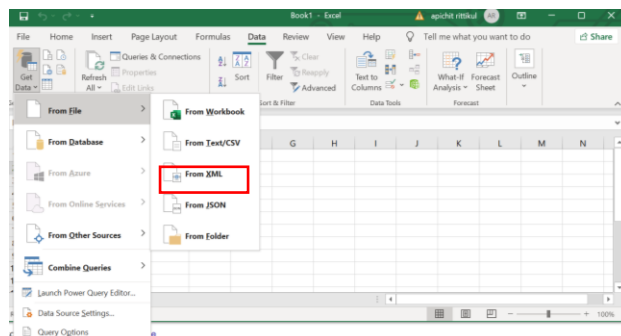 Book1 - Excel
apichit rittikul
AR
File Home Insert Page Layout Formulas Data Review View Help Tell me what you want to do Share
Get Data
Refresh All
Queries & Connections
Properties
Edit Links
Sort
Filter
Clear
Reapply
Advanced
Text to Columns
What-If Analysis
Forecast Sheet
Outline
Sort & Filter
Data Tools
Forecast
From File
From Database
From Azure
From Online Services
From Other Sources
Combine Queries
Launch Power Query Editor...
Data Source Settings...
Query Options
From Workbook
From Text/CSV
From XML
From JSON
From Folder
G H I J K L M N
100%